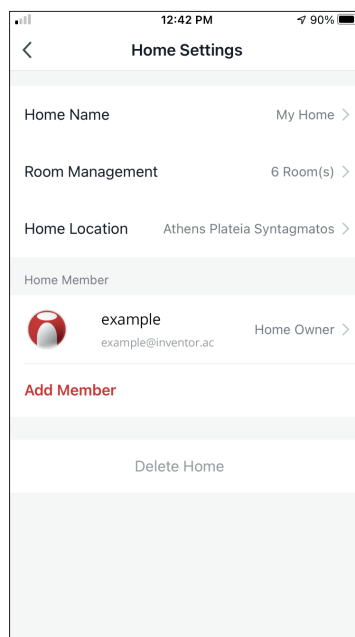 12:42 PM 90%
Home Settings
Home Name My Home
Room Management 6 Room(s)
Home Location Athens Plateia Syntagmatos
Home Member
example
example@inventor.ac
Home Owner
Add Member
Delete Home